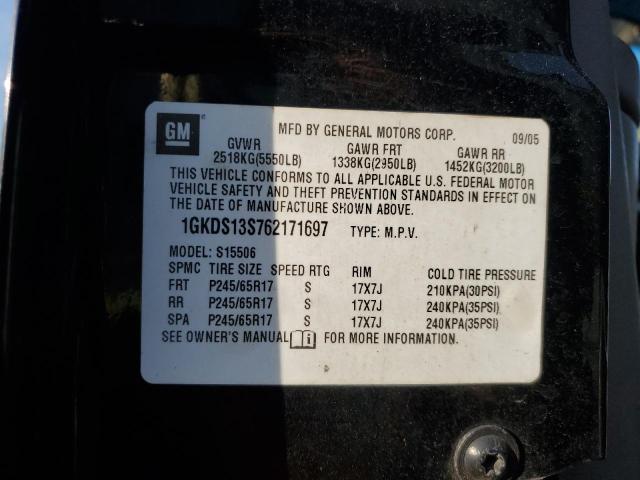 GM
MFD BY GENERAL MOTORS CORP. 09/05
GVWR GAWR FRT GAWR RR
2518KG(5550LB) 1338KG(2950LB) 1452KG(3200LB)
THIS VEHICLE CONFORMS TO ALL APPLICABLE U.S. FEDERAL MOTOR
VEHICLE SAFETY AND THEFT PREVENTION STANDARDS IN EFFECT ON
THE DATE OF MANUFACTURE SHOWN ABOVE.
1GKDS13S762171697 TYPE: M.P.V.
MODEL: S15506
SPMC TIRE SIZE SPEED RTG RIM COLD TIRE PRESSURE
FRT P245/65R17 S 17X7J 210KPA(30PSI)
RR P245/65R17 S 17X7J 240KPA(35PSI)
SPA P245/65R17 S 17X7J 240KPA(35PSI)
SEE OWNER'S MANUAL FOR MORE INFORMATION.